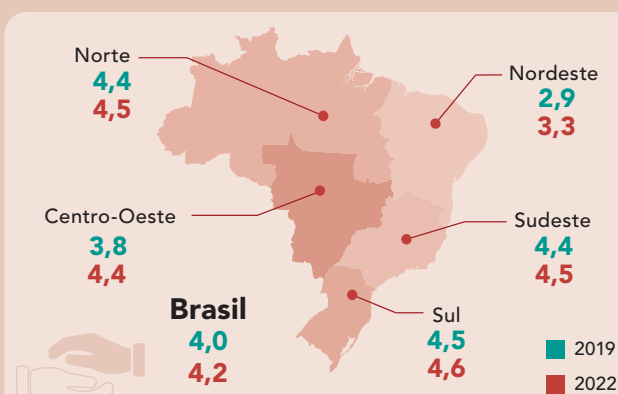 Norte
4,4
4,5
Nordeste
2,9
3,3
Centro-Oeste
3,8
4,4
Sudeste
4,4
4,5
Brasil
4,0
4,2
Sul
4,5
4,6
2019
2022